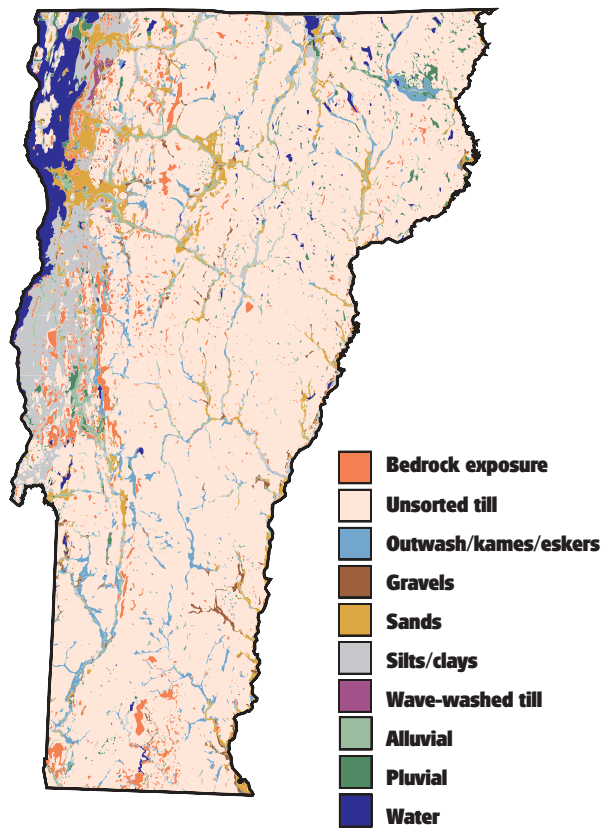 Bedrock exposure
Unsorted till
Outwash/kames/eskers
Gravels
Sands
Silts/clays
Wave-washed till
Alluvial
Pluvial
Water